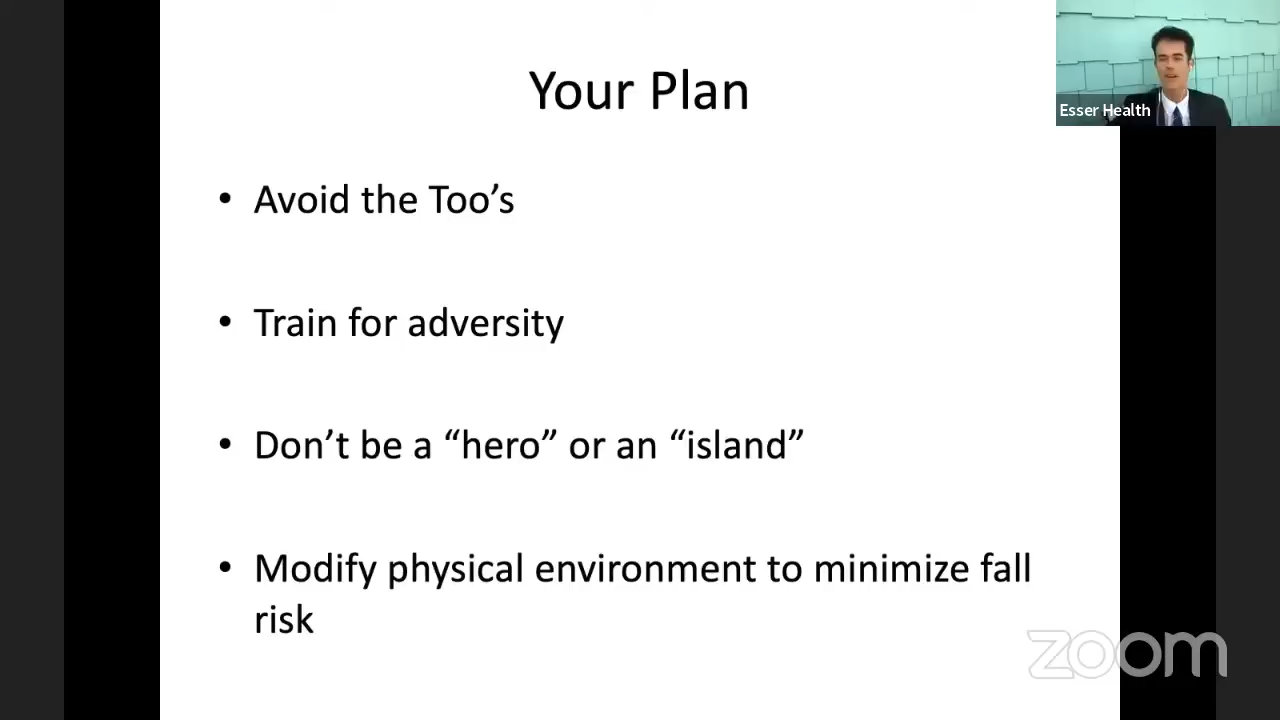 Your Plan
Esser Health
• Avoid the Too’s
• Train for adversity
• Don’t be a “hero” or an “island”
• Modify physical environment to minimize fall
risk
zoom